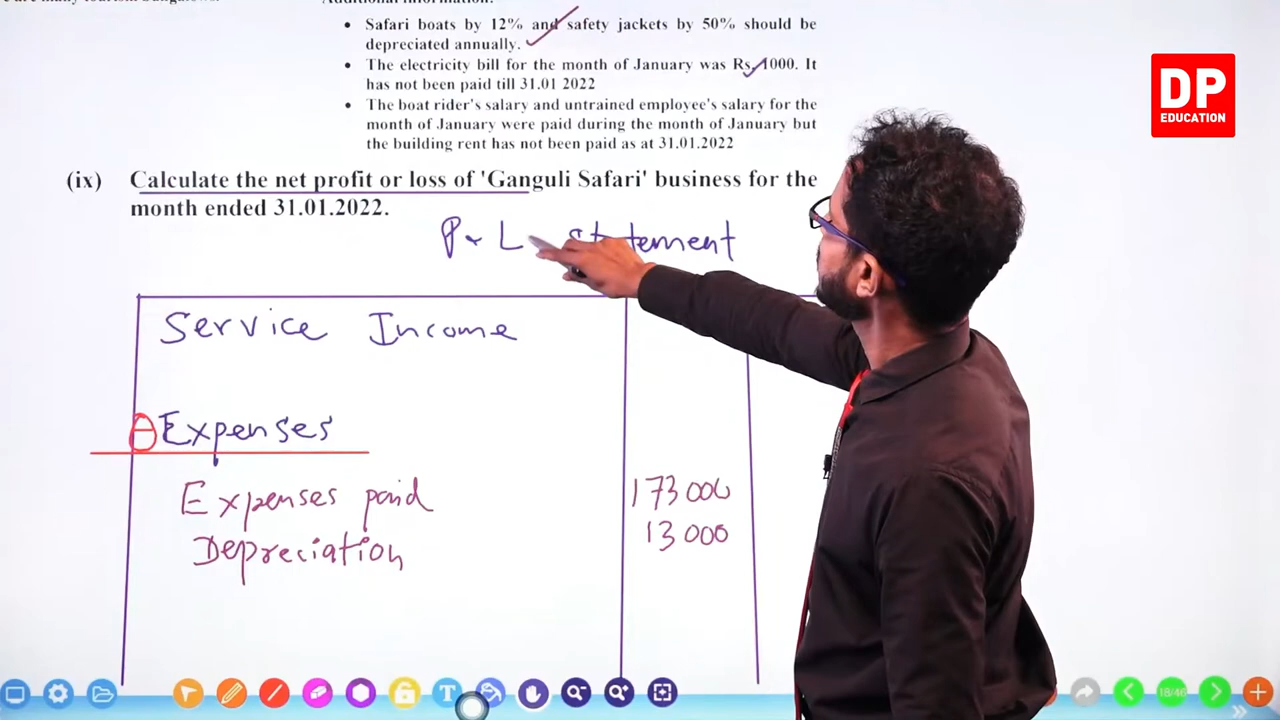 • Safari boats by 12% and safety jackets by 50% should be
depreciated annually.
• The electricity bill for the month of January was Rs. 1000. It
has not been paid till 31.01 2022
• The boat rider's salary and untrained employee's salary for the
month of January were paid during the month of January but
the building rent has not been paid as at 31.01.2022
(ix) Calculate the net profit or loss of 'Ganguli Safari' business for the
month ended 31.01.2022.
P & L statement
Service Income
Expenses
Expenses paid 173 000
Depreciation 13 000
DP
EDUCATION
18/46